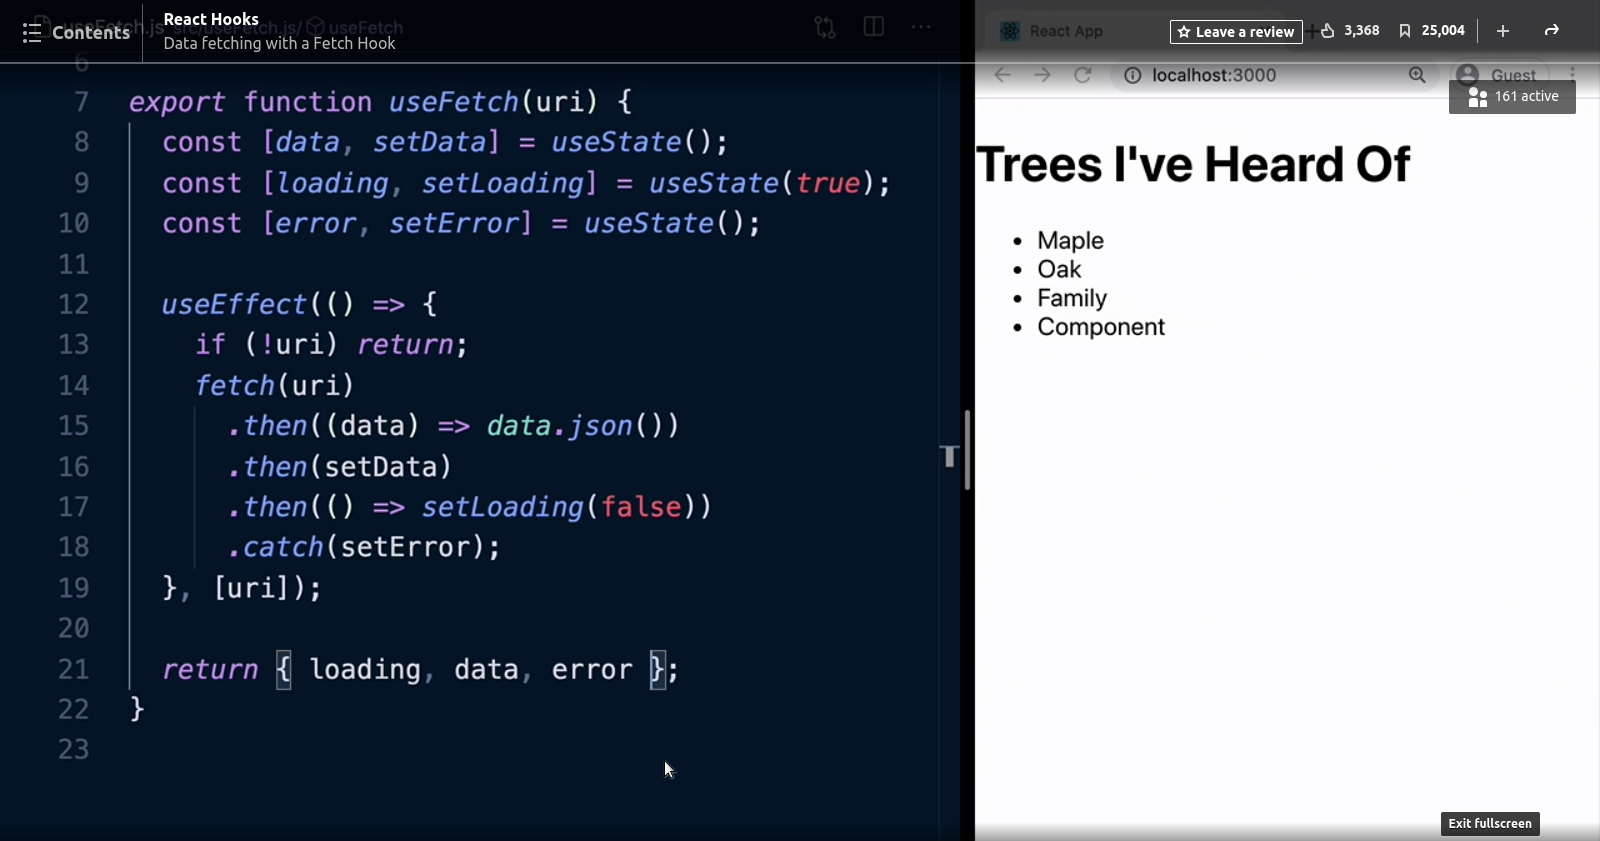 Contents
React Hooks
Data fetching with a Fetch Hook
useFetch.js src/useFetch.js/ useFetch
React App
Leave a review
3,368
25,004
localhost:3000
Guest
161 active
6
7 export function useFetch(uri) {
8 const [data, setData] = useState();
9 const [loading, setLoading] = useState(true);
10 const [error, setError] = useState();
11
12 useEffect(() => {
13 if (!uri) return;
14 fetch(uri)
15 .then((data) => data.json())
16 .then(setData)
17 .then(() => setLoading(false))
18 .catch(setError);
19 }, [uri]);
20
21 return { loading, data, error };
22 }
23
Trees I've Heard Of
• Maple
• Oak
• Family
• Component
Exit fullscreen